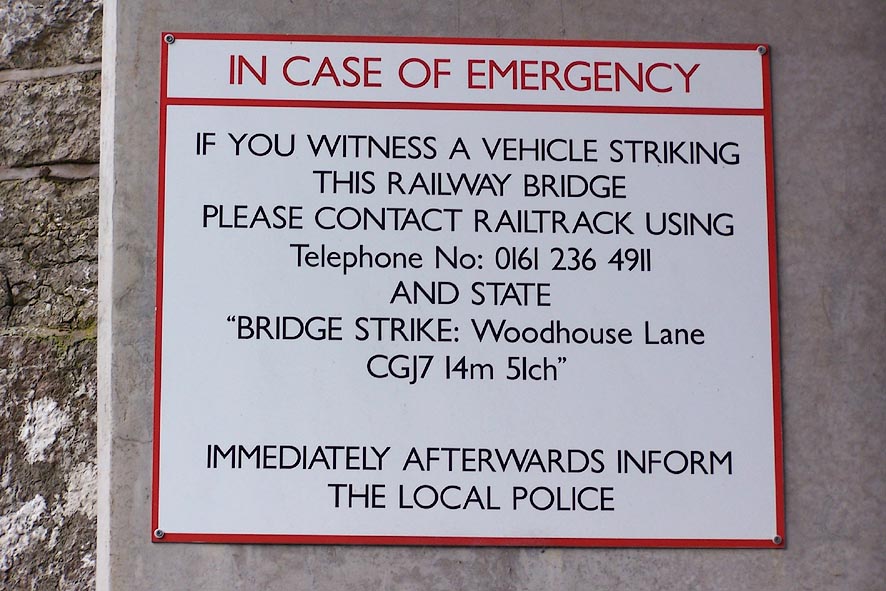 IN CASE OF EMERGENCY
IF YOU WITNESS A VEHICLE STRIKING
THIS RAILWAY BRIDGE
PLEASE CONTACT RAILTRACK USING
Telephone No: 0161 236 4911
AND STATE
“BRIDGE STRIKE: Woodhouse Lane
CGJ7 14m 51ch”
IMMEDIATELY AFTERWARDS INFORM
THE LOCAL POLICE